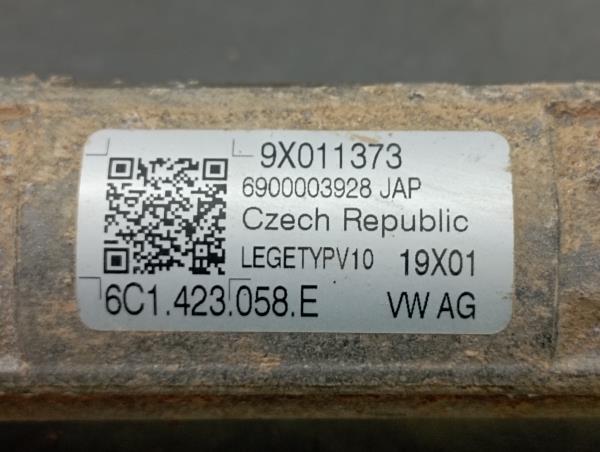 9X011373
6900003928 JAP
Czech Republic
LEGETYPV10 19X01
6C1.423.058.E VW AG